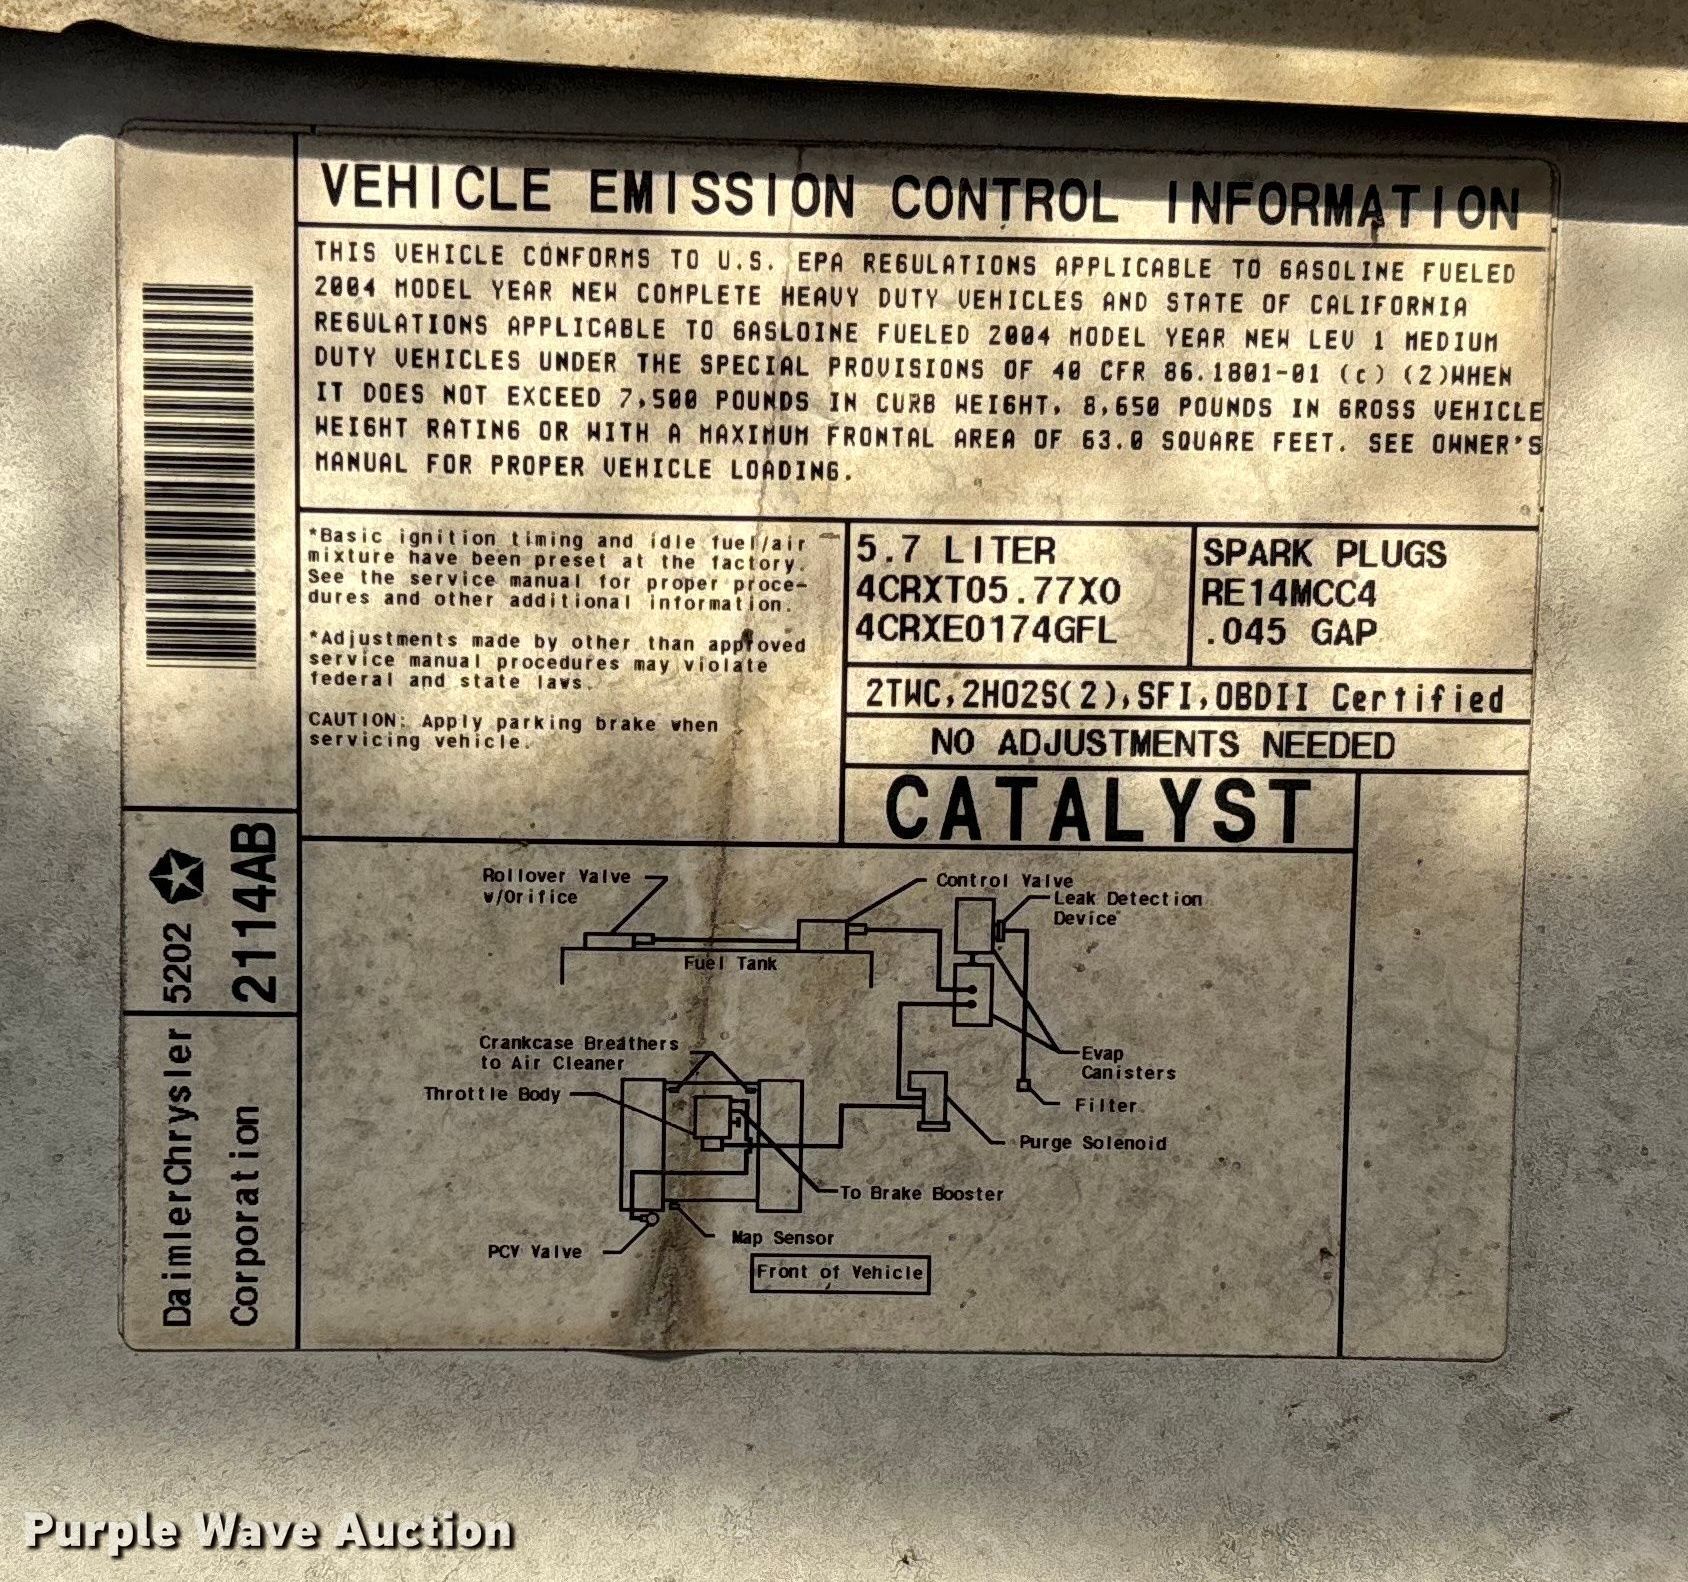 VEHICLE EMISSION CONTROL INFORMATION
THIS VEHICLE CONFORMS TO U.S. EPA REGULATIONS APPLICABLE TO GASOLINE FUELED
2004 MODEL YEAR NEW COMPLETE HEAVY DUTY VEHICLES AND STATE OF CALIFORNIA
REGULATIONS APPLICABLE TO GASLOINE FUELED 2004 MODEL YEAR NEW LEV 1 MEDIUM
DUTY VEHICLES UNDER THE SPECIAL PROVISIONS OF 40 CFR 86.1801-01 (c) (2)WHEN
IT DOES NOT EXCEED 7,500 POUNDS IN CURB WEIGHT, 8,650 POUNDS IN GROSS VEHICLE
WEIGHT RATING OR WITH A MAXIMUM FRONTAL AREA OF 63.0 SQUARE FEET. SEE OWNER'S
MANUAL FOR PROPER VEHICLE LOADING.
*Basic ignition timing and idle fuel/air
mixture have been preset at the factory.
See the service manual for proper proce-
dures and other additional information.
*Adjustments made by other than approved
service manual procedures may violate
federal and state laws.
CAUTION: Apply parking brake when
servicing vehicle.
5.7 LITER
4CRXT05.77X0
4CRXE0174GFL
SPARK PLUGS
RE14MCC4
.045 GAP
2TWC,2HO2S(2),SFI,OBDII Certified
NO ADJUSTMENTS NEEDED
CATALYST
Rollover Valve
w/Orifice
Control Valve
Leak Detection
Device
Fuel Tank
Crankcase Breathers
to Air Cleaner
Throttle Body
Evap
Canisters
Filter
Purge Solenoid
To Brake Booster
Map Sensor
PCV Valve
Front of Vehicle
DaimlerChrysler 5202
Corporation 2114AB
Purple Wave Auction